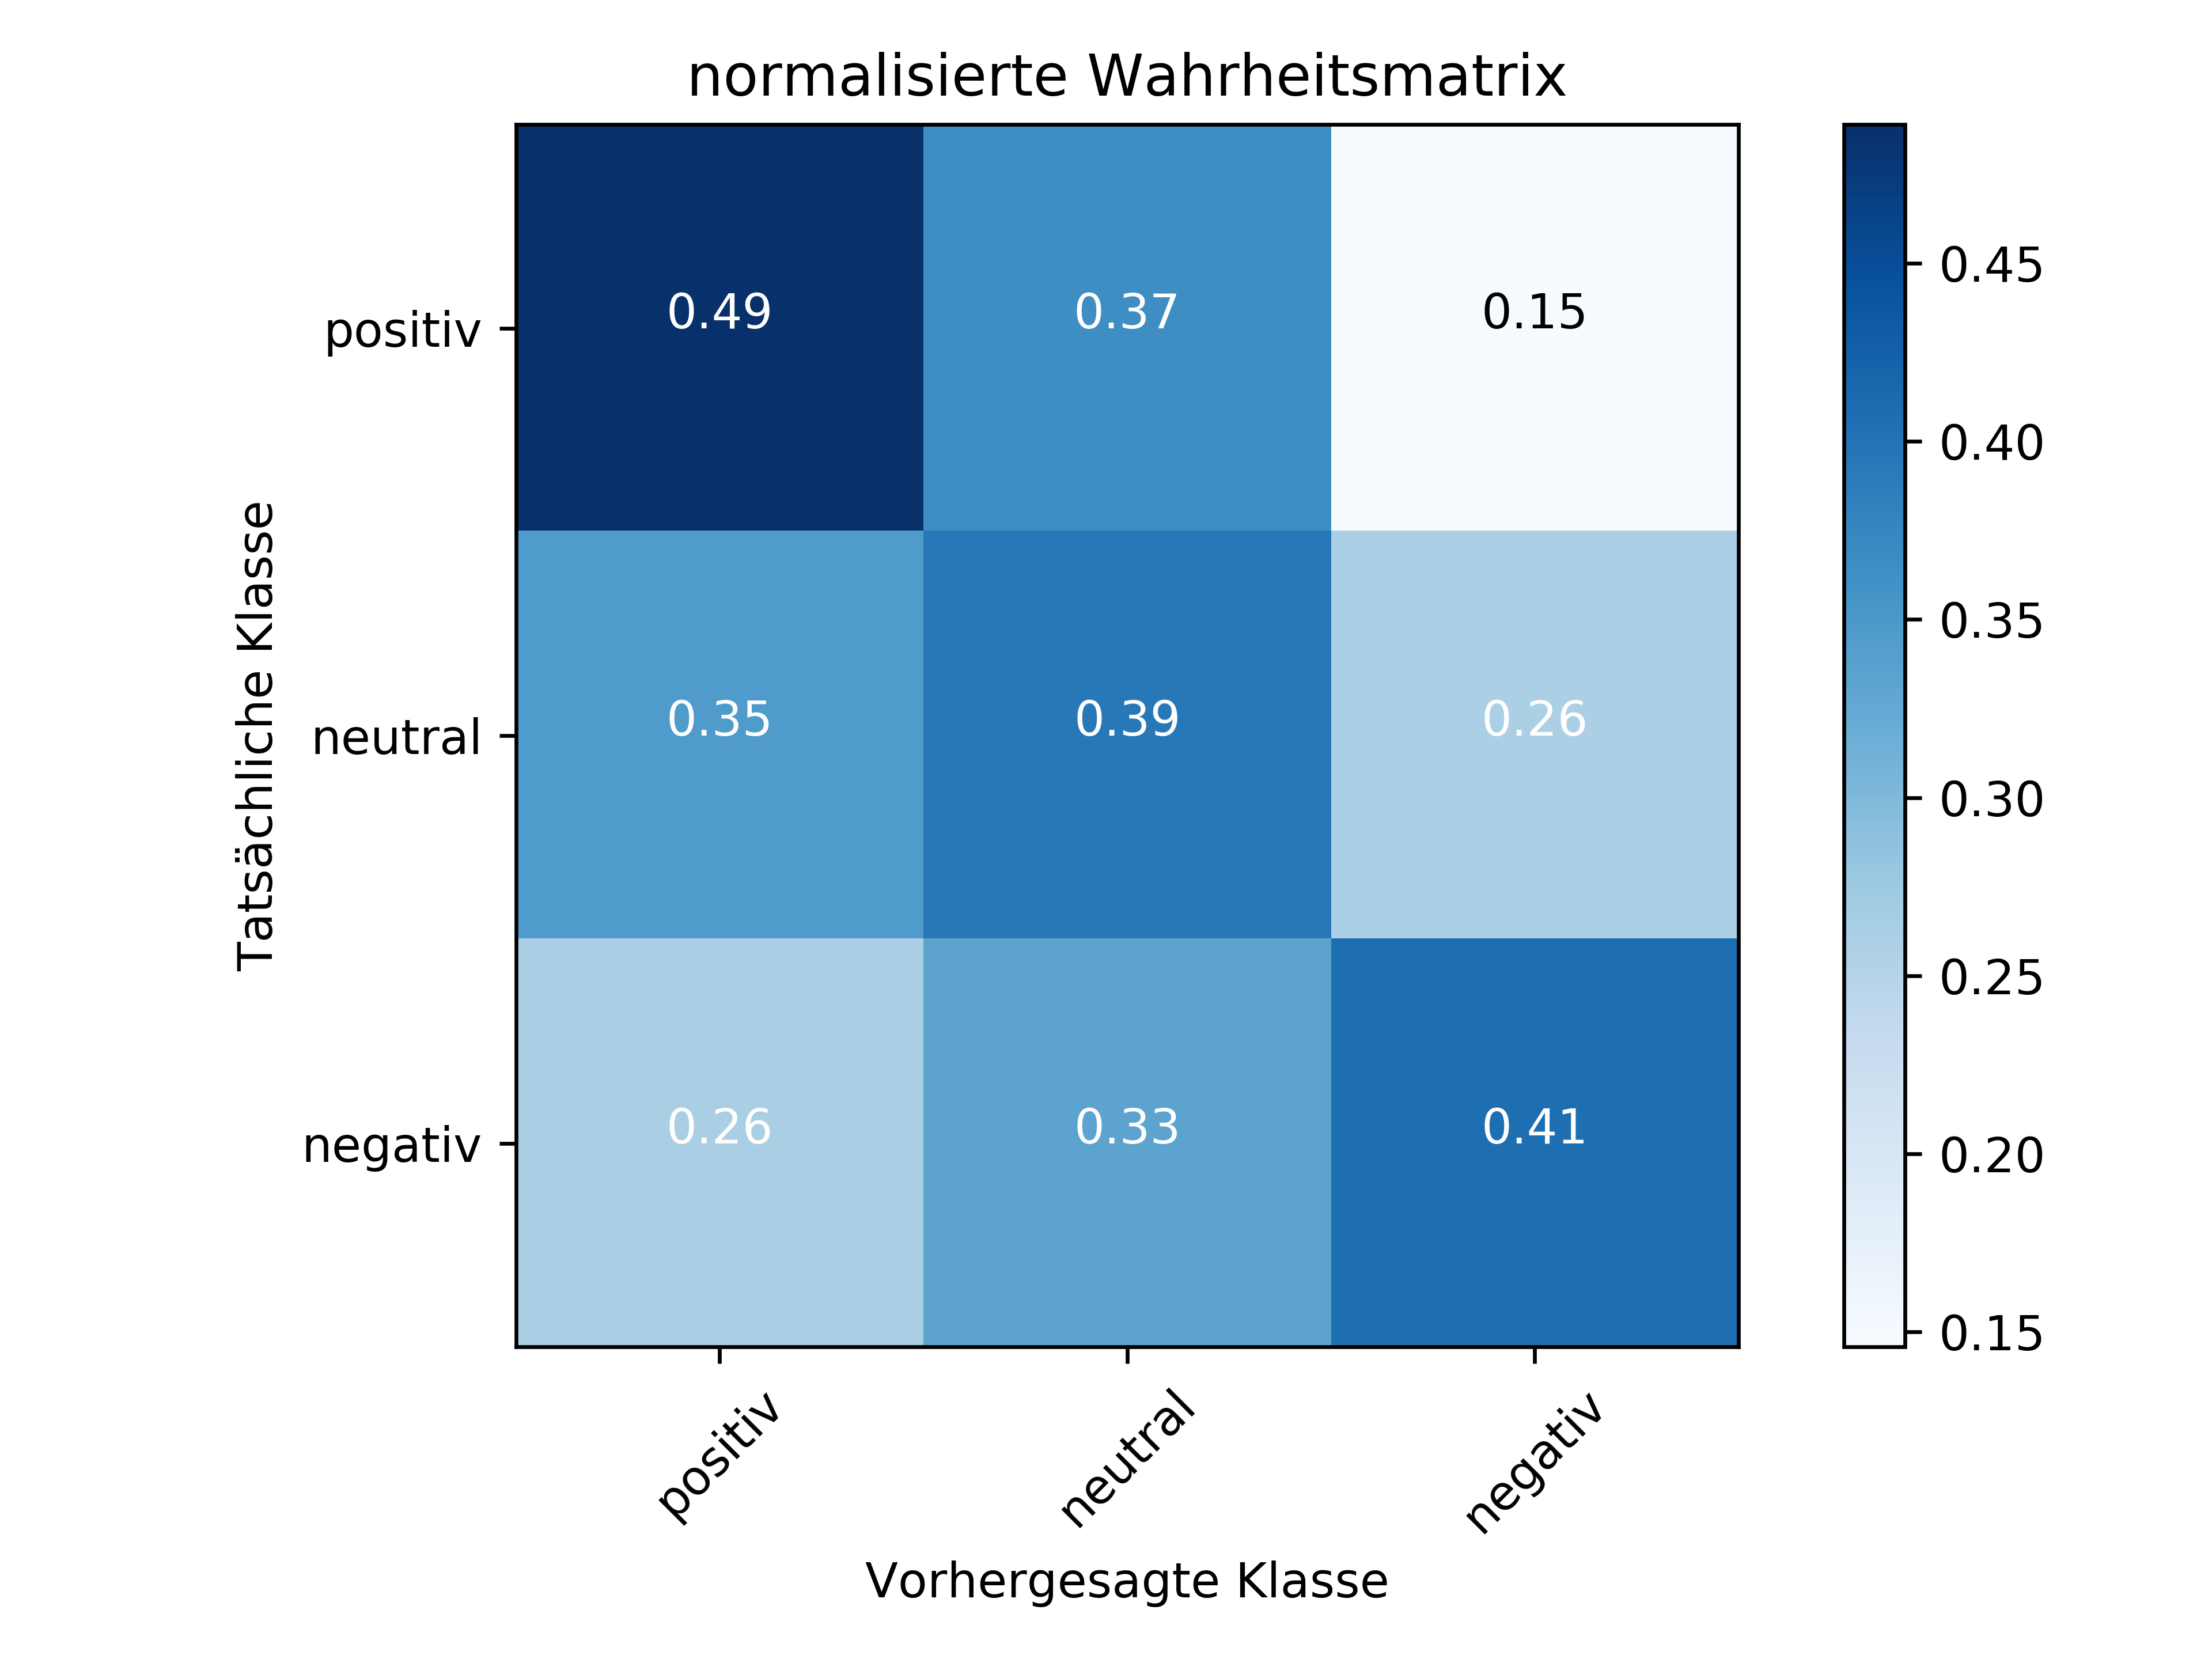 normalisierte Wahrheitsmatrix
Tatsächliche Klasse
positiv
0.49 0.37 0.15
neutral
0.35 0.39 0.26
negativ
0.26 0.33 0.41
positiv neutral negativ
Vorhergesagte Klasse
0.45
0.40
0.35
0.30
0.25
0.20
0.15